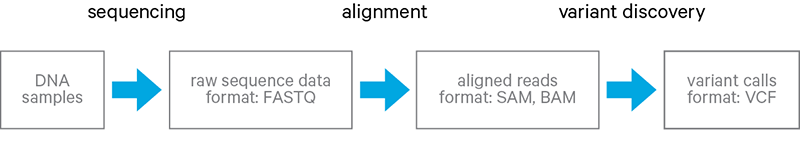 sequencing
alignment
variant discovery
DNA
samples
raw sequence data
format: FASTQ
aligned reads
format: SAM, BAM
variant calls
format: VCF